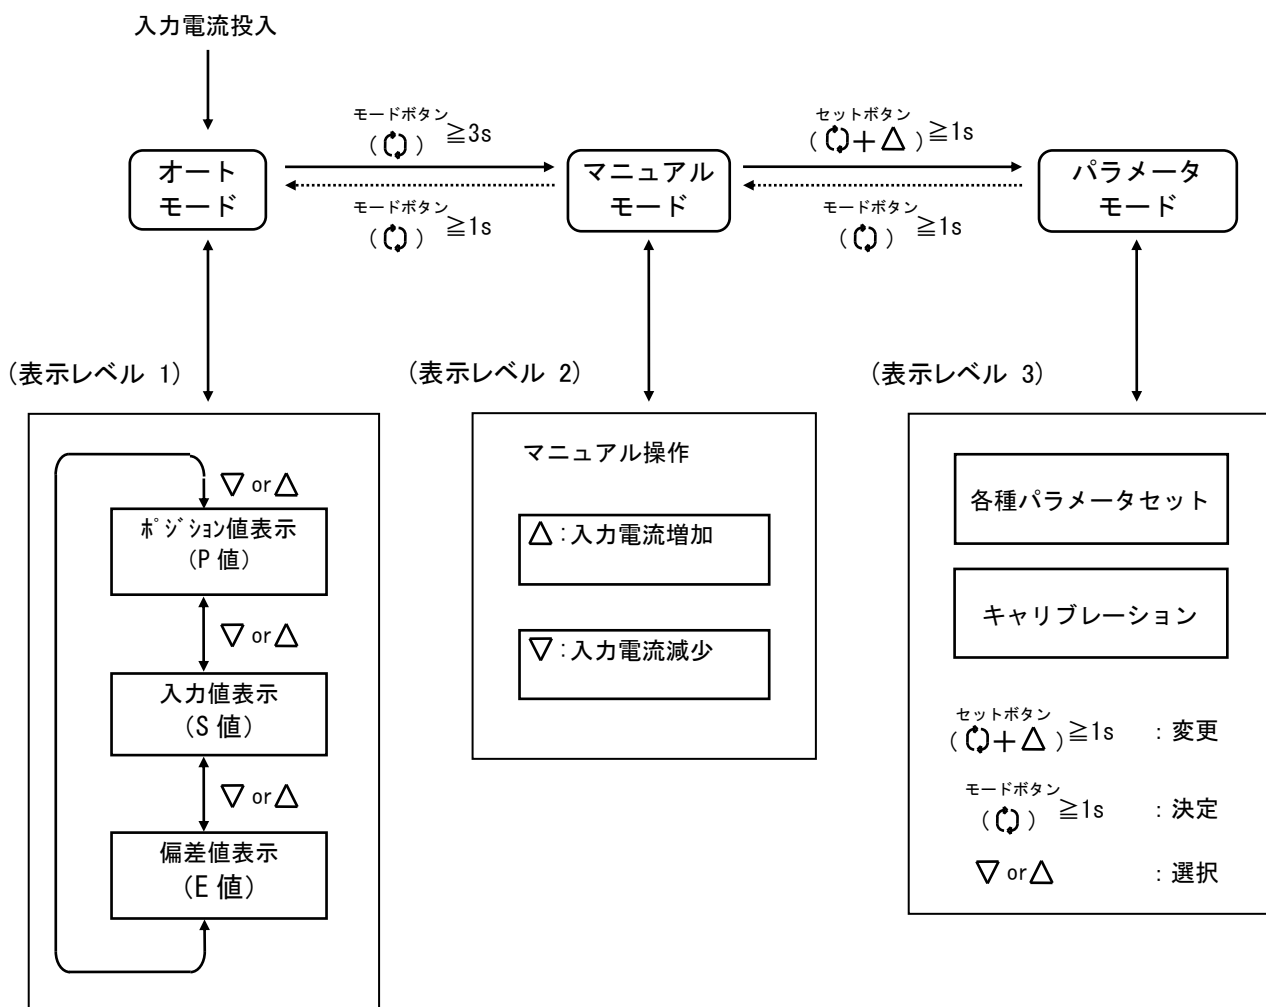 入力電流投入
モードボタン
( ) ≧3s
セットボタン
( + △ ) ≧1s
オート
モード
マニュアル
モード
パラメータ
モード
モードボタン
( ) ≧1s
モードボタン
( ) ≧1s
(表示レベル 1)
(表示レベル 2)
(表示レベル 3)
▽ or △
ﾎﾟｼﾞｼｮﾝ値表示
(P 値)
▽ or △
入力値表示
(S 値)
▽ or △
偏差値表示
(E 値)
マニュアル操作
△：入力電流増加
▽：入力電流減少
各種パラメータセット
キャリブレーション
セットボタン
( + △ ) ≧1s ：変更
モードボタン
( ) ≧1s ：決定
▽ or △ ：選択